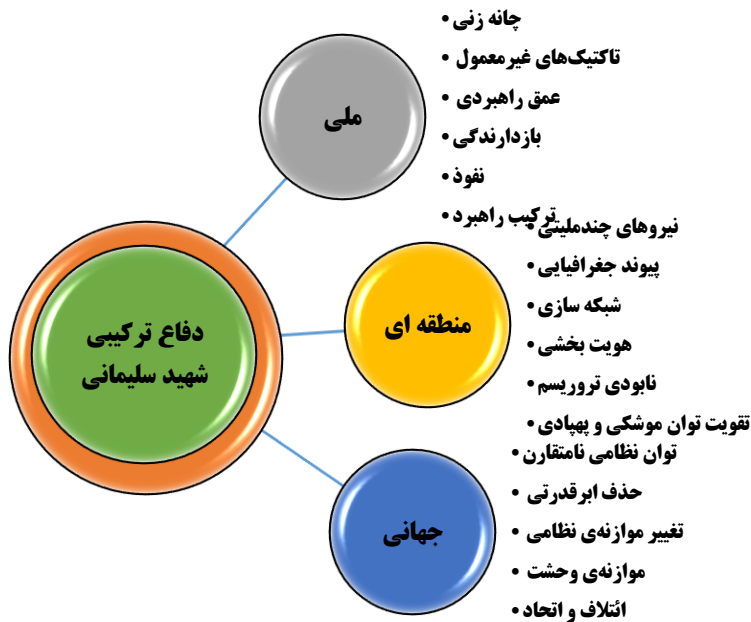 دفاع ترکیبی
شهید سلیمانی
ملی
چانه زنی •
تاکتیک‌های غیرمعمول •
عمق راهبردی •
بازدارندگی •
نفوذ •
ترکیب راهبرد •
منطقه ای
نیروهای چندملیتی •
پیوند جغرافیایی •
شبکه سازی •
هویت بخشی •
نابودی تروریسم •
تقویت توان موشکی و پهپادی •
جهانی
توان نظامی نامتقارن •
حذف ابرقدرتی •
تغییر موازنه‌ی نظامی •
موازنه‌ی وحشت •
ائتلاف و اتحاد •